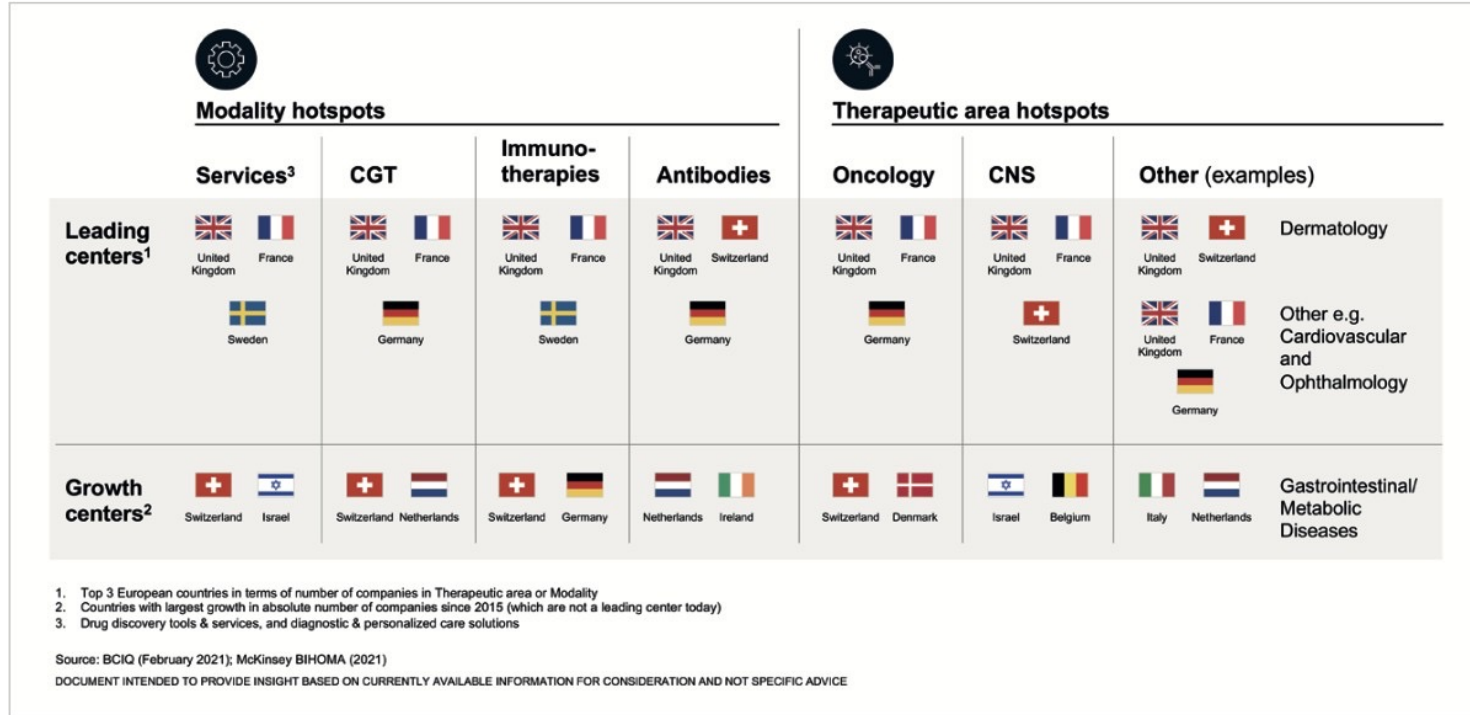 Modality hotspots
Therapeutic area hotspots
Services3
CGT
Immuno-
therapies
Antibodies
Oncology
CNS
Other (examples)
Leading
centers1
United
Kingdom
France
Sweden
United
Kingdom
France
Germany
United
Kingdom
France
Sweden
United
Kingdom
Switzerland
Germany
United
Kingdom
France
Germany
United
Kingdom
France
Switzerland
United
Kingdom
Switzerland
Dermatology
United
Kingdom
France
Germany
Other e.g.
Cardiovascular
and
Ophthalmology
Growth
centers2
Switzerland
Israel
Switzerland
Netherlands
Switzerland
Germany
Netherlands
Ireland
Switzerland
Denmark
Israel
Belgium
Italy
Netherlands
Gastrointestinal/
Metabolic
Diseases
1. Top 3 European countries in terms of number of companies in Therapeutic area or Modality
2. Countries with largest growth in absolute number of companies since 2015 (which are not a leading center today)
3. Drug discovery tools & services, and diagnostic & personalized care solutions
Source: BCIQ (February 2021); McKinsey BIHOMA (2021)
DOCUMENT INTENDED TO PROVIDE INSIGHT BASED ON CURRENTLY AVAILABLE INFORMATION FOR CONSIDERATION AND NOT SPECIFIC ADVICE